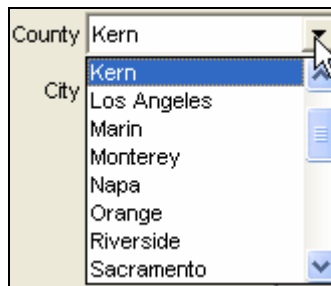 County Kern
Kern
City
Los Angeles
Marin
Monterey
Napa
Orange
Riverside
Sacramento